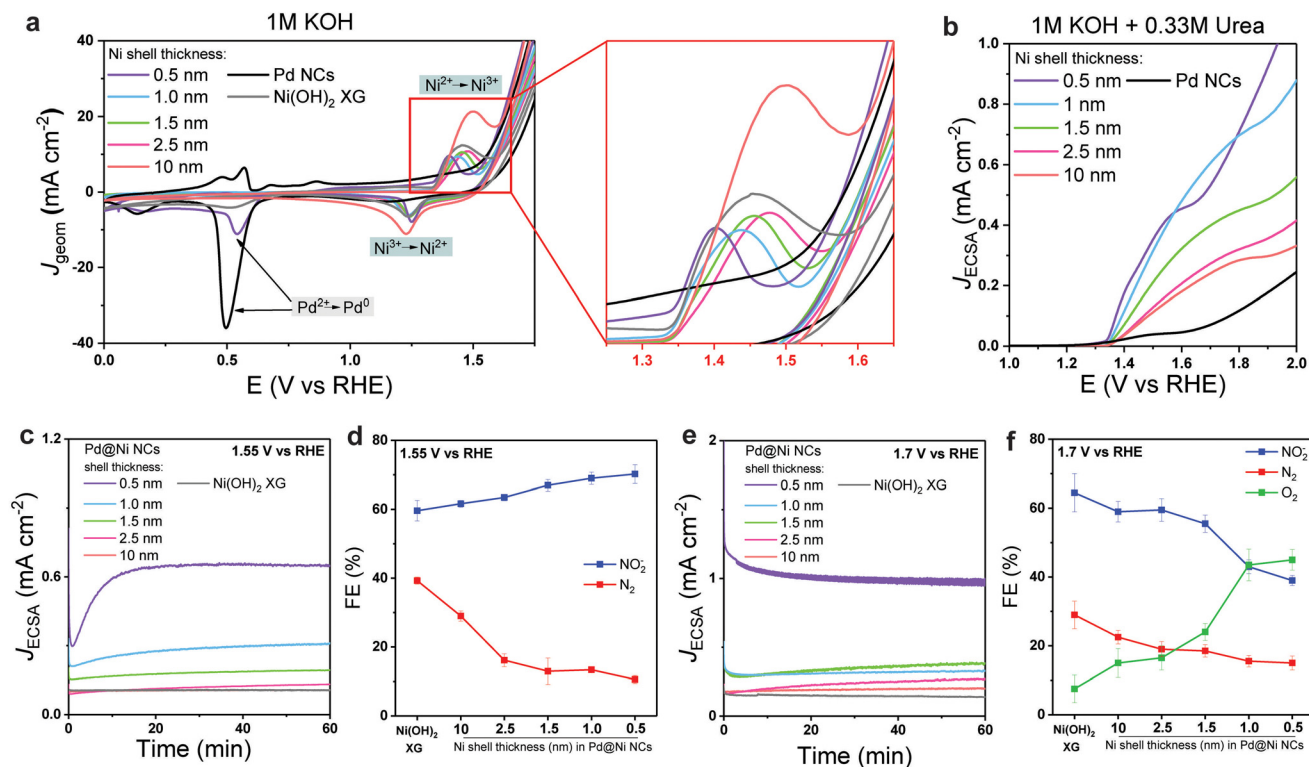 a
1M KOH
Ni shell thickness:
0.5 nm
Pd NCs
1.0 nm
Ni(OH)2 XG
1.5 nm
2.5 nm
10 nm
Ni2+→Ni3+
Ni3+→Ni2+
Pd2±→Pd0
Jgeom (mA cm-2)
40
20
0
-20
-40
0.0
0.5
1.0
1.5
E (V vs RHE)
1.3
1.4
1.5
1.6
E (V vs RHE)
b
1M KOH + 0.33M Urea
Ni shell thickness:
0.5 nm
Pd NCs
1 nm
1.5 nm
2.5 nm
10 nm
JECSA (mA cm-2)
1.0
0.8
0.6
0.4
0.2
0.0
1.0
1.2
1.4
1.6
1.8
2.0
E (V vs RHE)
c
Pd@Ni NCs
1.55 V vs RHE
shell thickness:
0.5 nm
Ni(OH)2 XG
1.0 nm
1.5 nm
2.5 nm
10 nm
JECSA (mA cm-2)
1.2
0.6
0.0
0
20
40
60
Time (min)
d
1.55 V vs RHE
NO2-
N2
FE (%)
80
60
40
20
0
Ni(OH)2
XG
10
2.5
1.5
1.0
0.5
Ni shell thickness (nm) in Pd@Ni NCs
e
Pd@Ni NCs
1.7 V vs RHE
shell thickness:
0.5 nm
Ni(OH)2 XG
1.0 nm
1.5 nm
2.5 nm
10 nm
JECSA (mA cm-2)
2
1
0
0
20
40
60
Time (min)
f
1.7 V vs RHE
NO2-
N2
O2
FE (%)
80
60
40
20
0
Ni(OH)2
XG
10
2.5
1.5
1.0
0.5
Ni shell thickness (nm) in Pd@Ni NCs